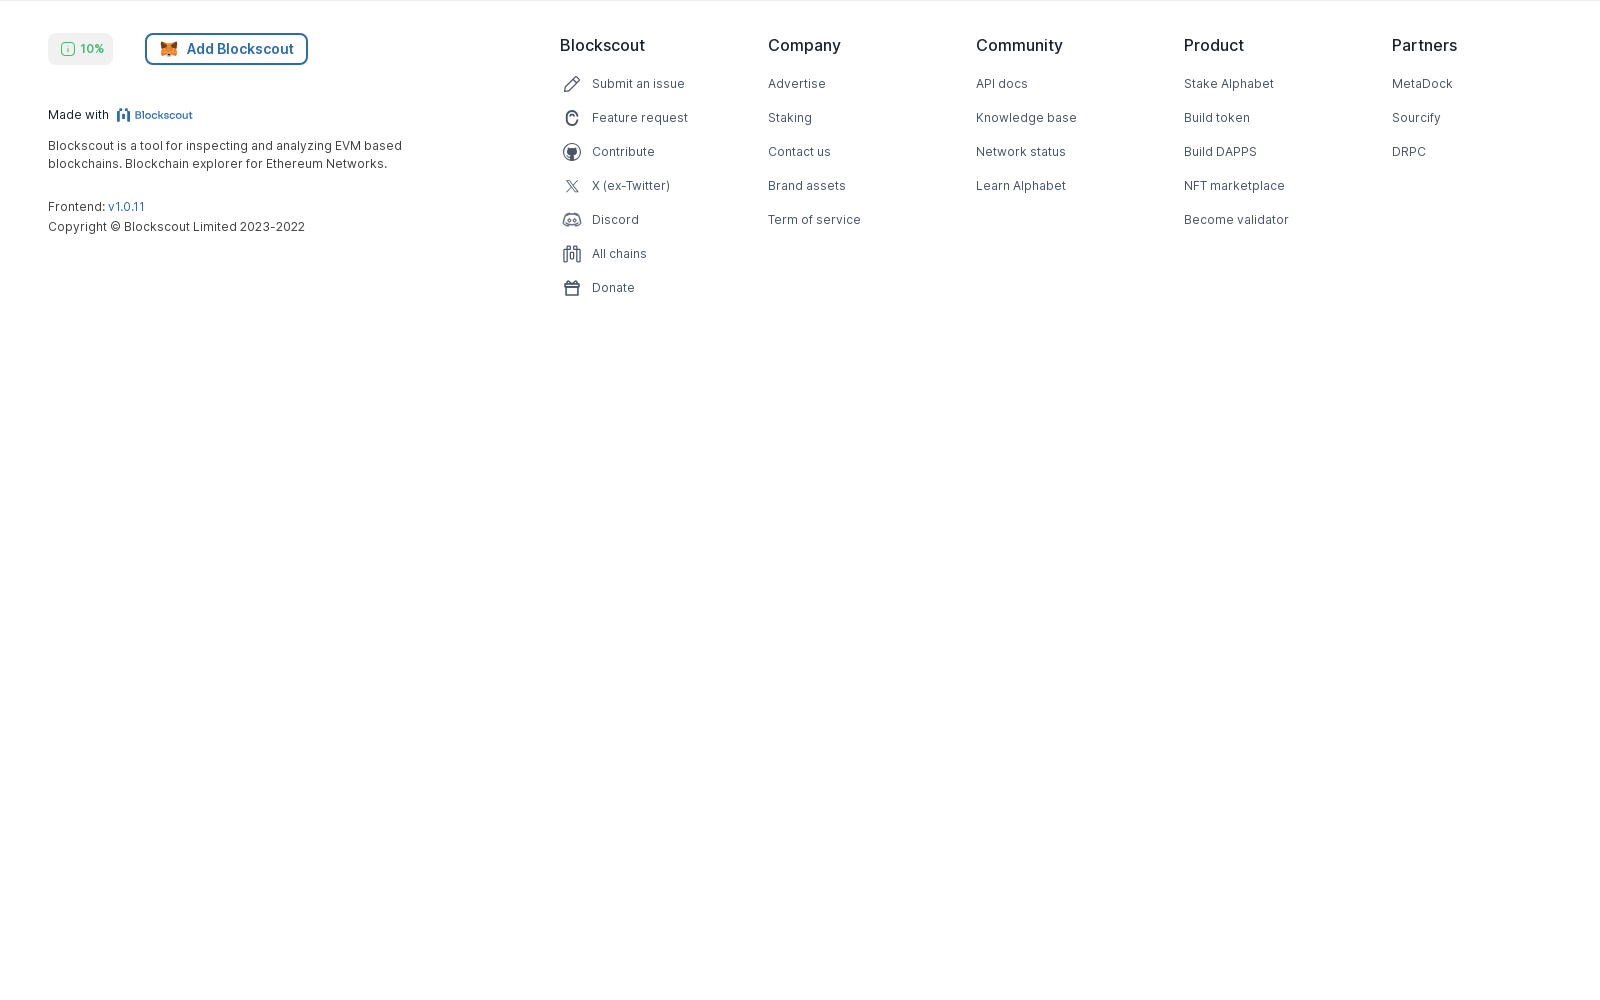 10%
Add Blockscout
Made with Blockscout
Blockscout is a tool for inspecting and analyzing EVM based
blockchains. Blockchain explorer for Ethereum Networks.
Frontend: v1.0.11
Copyright © Blockscout Limited 2023-2022
Blockscout
Submit an issue
Feature request
Contribute
X (ex-Twitter)
Discord
All chains
Donate
Company
Advertise
Staking
Contact us
Brand assets
Term of service
Community
API docs
Knowledge base
Network status
Learn Alphabet
Product
Stake Alphabet
Build token
Build DAPPS
NFT marketplace
Become validator
Partners
MetaDock
Sourcify
DRPC